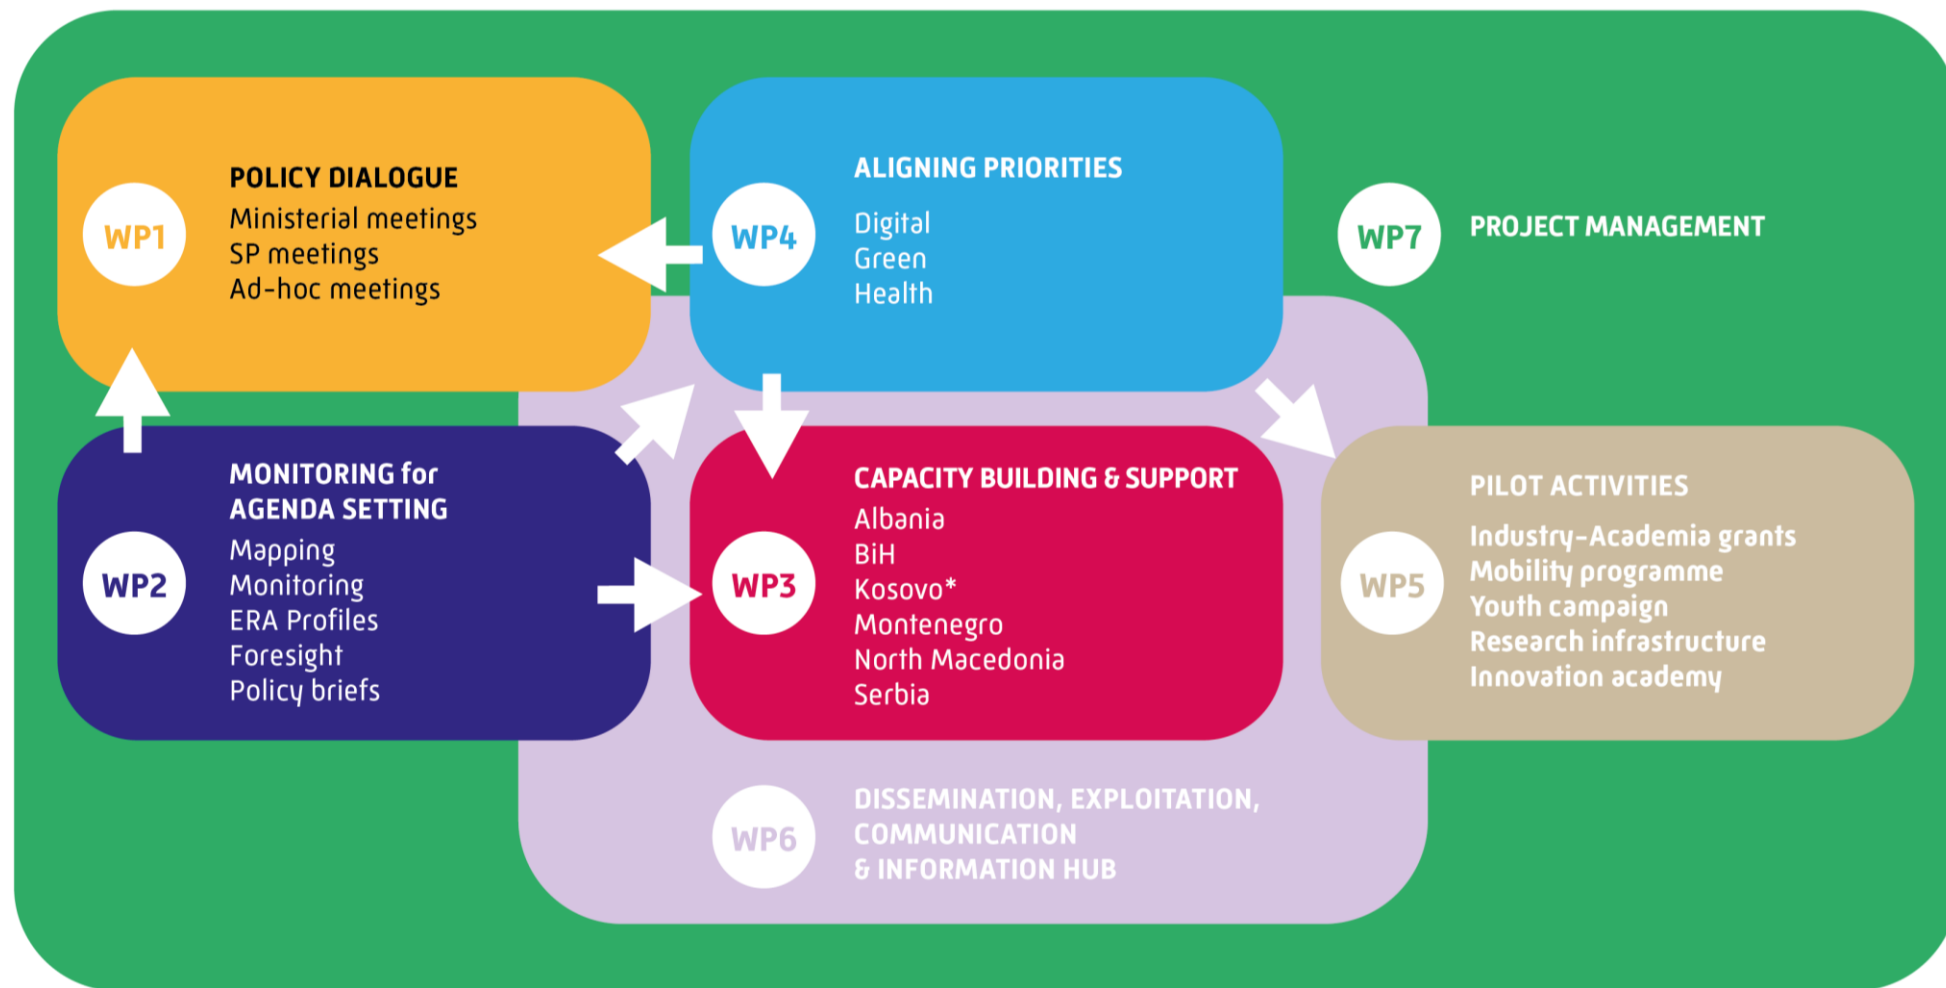 WP1
POLICY DIALOGUE
Ministerial meetings
SP meetings
Ad-hoc meetings
WP4
ALIGNING PRIORITIES
Digital
Green
Health
WP7
PROJECT MANAGEMENT
WP2
MONITORING for
AGENDA SETTING
Mapping
Monitoring
ERA Profiles
Foresight
Policy briefs
WP3
CAPACITY BUILDING & SUPPORT
Albania
BiH
Kosovo*
Montenegro
North Macedonia
Serbia
WP5
PILOT ACTIVITIES
Industry-Academia grants
Mobility programme
Youth campaign
Research infrastructure
Innovation academy
WP6
DISSEMINATION, EXPLOITATION,
COMMUNICATION
& INFORMATION HUB